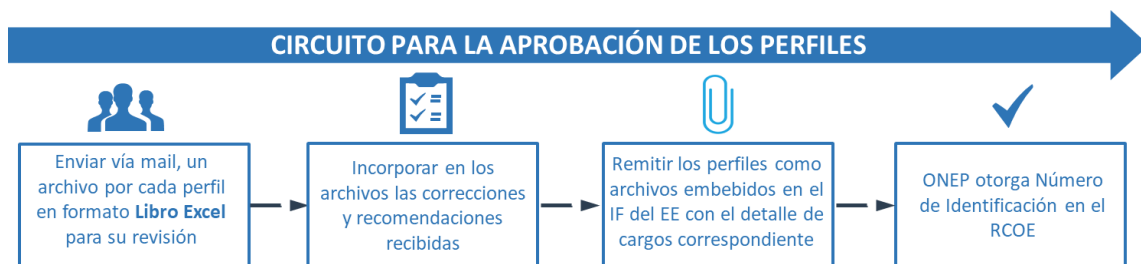 CIRCUITO PARA LA APROBACIÓN DE LOS PERFILES
Enviar vía mail, un
archivo por cada perfil
en formato Libro Excel
para su revisión
Incorporar en los
archivos las correcciones
y recomendaciones
recibidas
Remitir los perfiles como
archivos embebidos en el
IF del EE con el detalle de
cargos correspondiente
ONEP otorga Número
de Identificación en el
RCOE